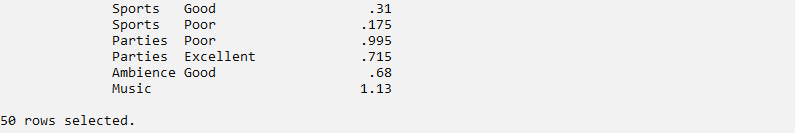 Sports Good .31
Sports Poor .175
Parties Poor .995
Parties Excellent .715
Ambience Good .68
Music 1.13
50 rows selected.